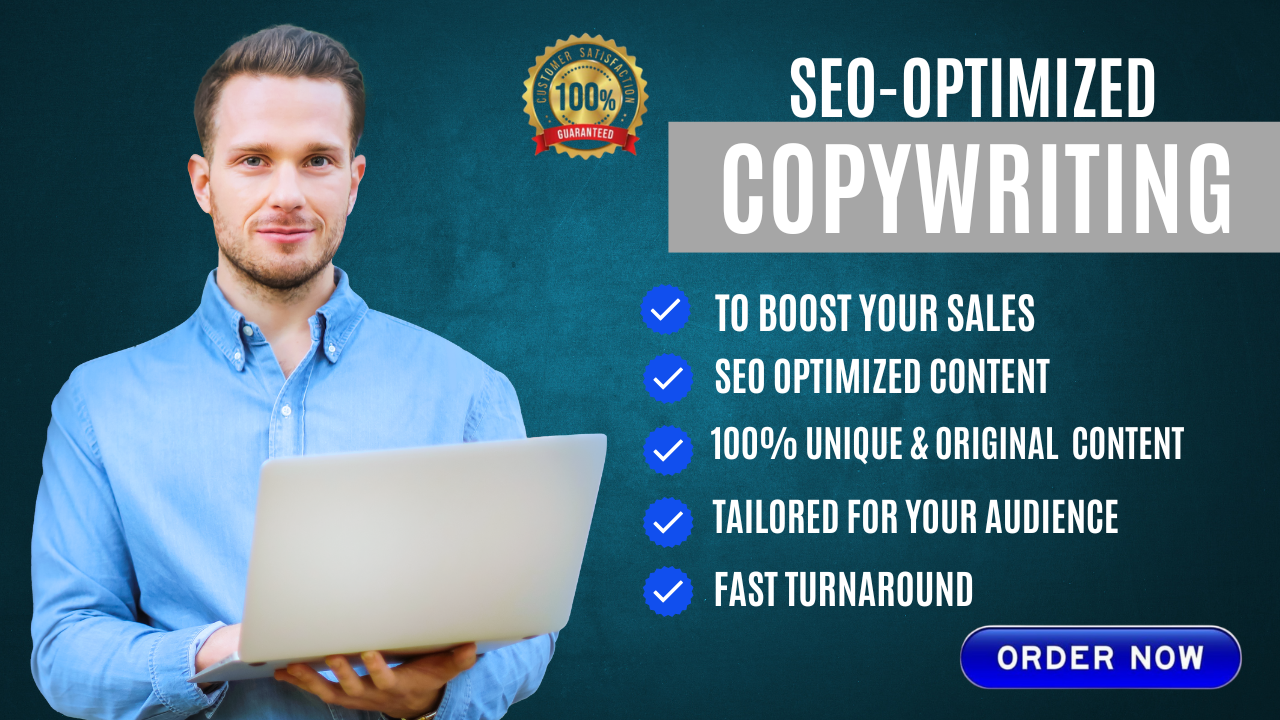 CUSTOMER SATISFACTION
100%
GUARANTEED
SEO-OPTIMIZED
COPYWRITING
TO BOOST YOUR SALES
SEO OPTIMIZED CONTENT
100% UNIQUE & ORIGINAL CONTENT
TAILORED FOR YOUR AUDIENCE
FAST TURNAROUND
ORDER NOW